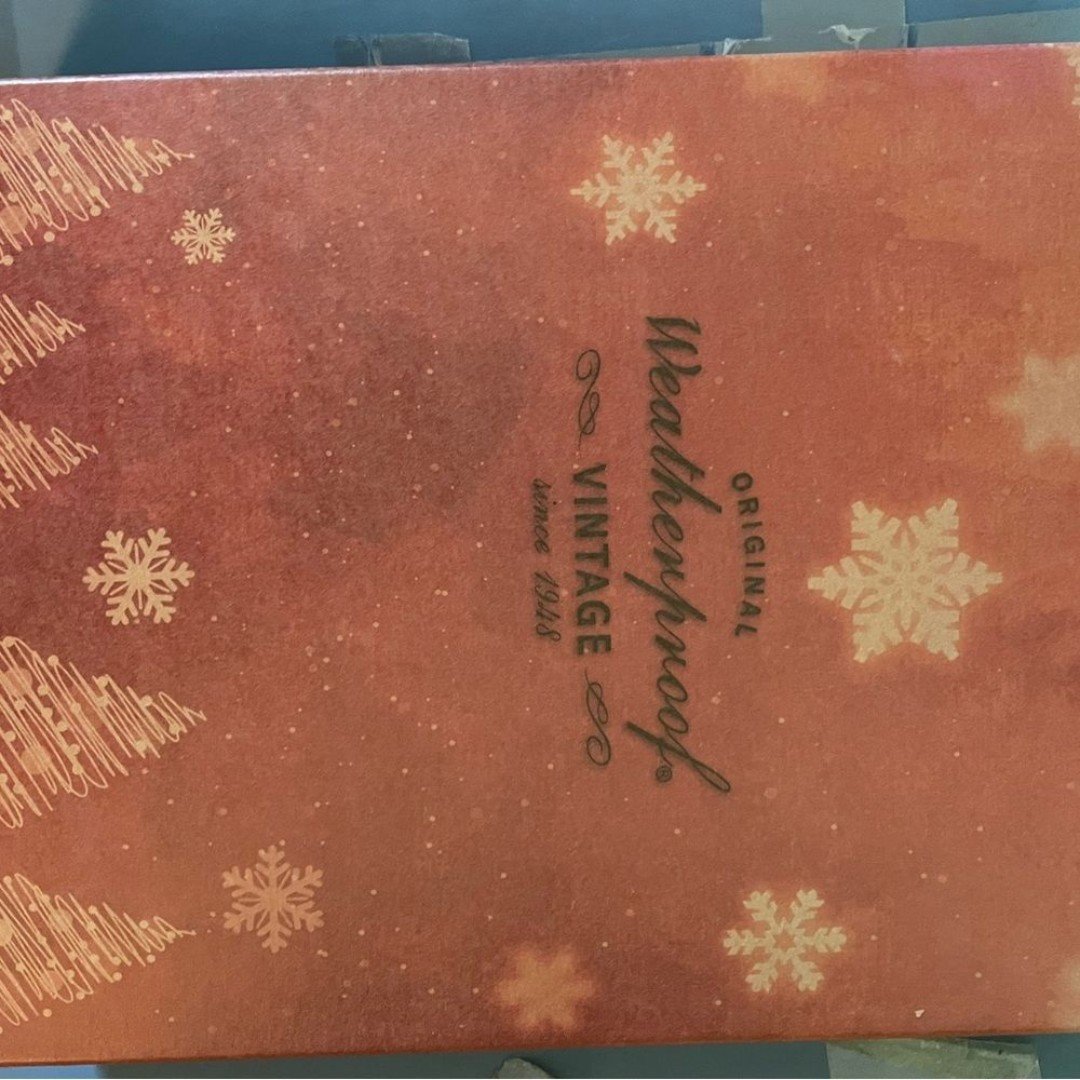 ORIGINAL
Weatherproof®
VINTAGE
since 1948